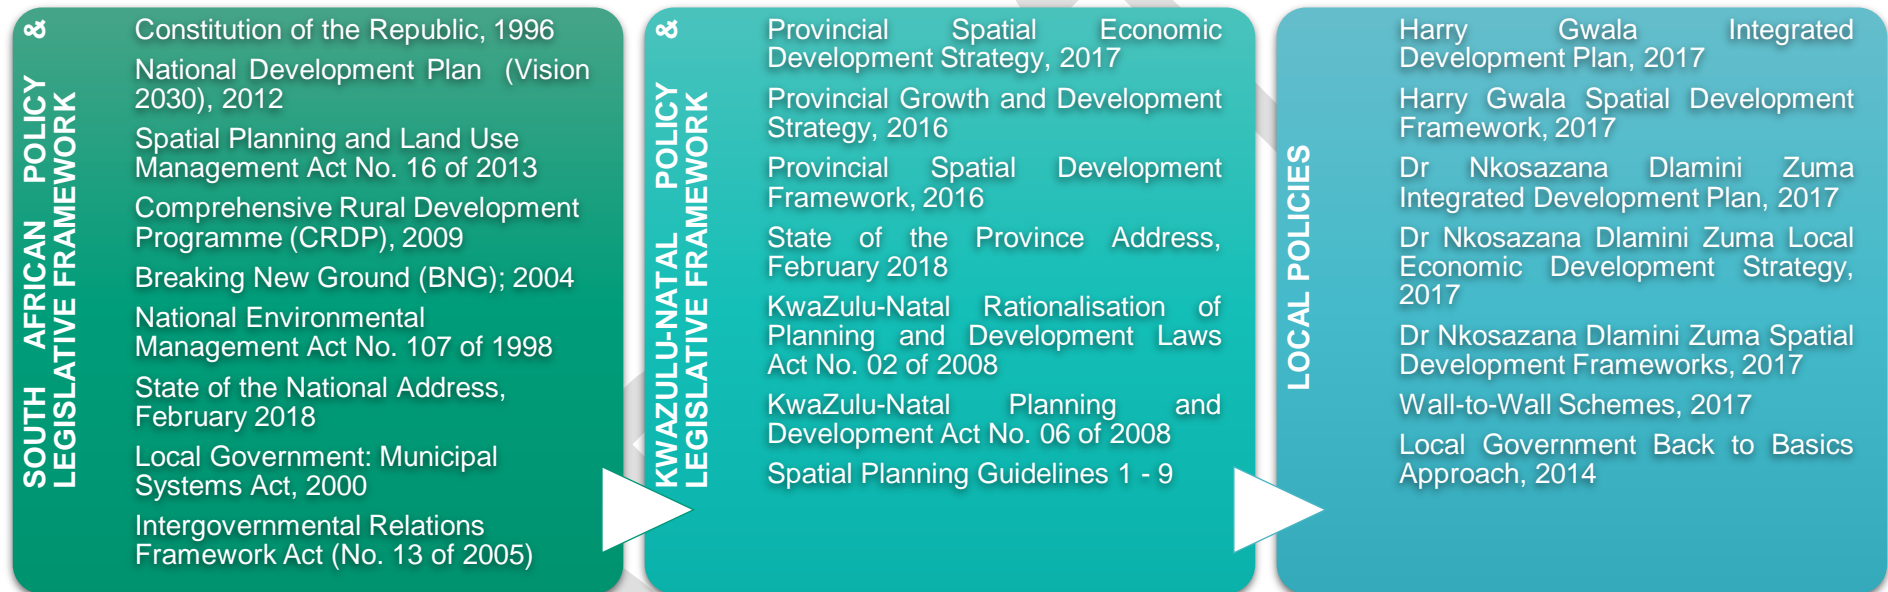 SOUTH AFRICAN POLICY &
LEGISLATIVE FRAMEWORK
Constitution of the Republic, 1996
National Development Plan (Vision
2030), 2012
Spatial Planning and Land Use
Management Act No. 16 of 2013
Comprehensive Rural Development
Programme (CRDP), 2009
Breaking New Ground (BNG); 2004
National Environmental
Management Act No. 107 of 1998
State of the National Address,
February 2018
Local Government: Municipal
Systems Act, 2000
Intergovernmental Relations
Framework Act (No. 13 of 2005)
KWAZULU-NATAL POLICY &
LEGISLATIVE FRAMEWORK
Provincial Spatial Economic
Development Strategy, 2017
Provincial Growth and Development
Strategy, 2016
Provincial Spatial Development
Framework, 2016
State of the Province Address,
February 2018
KwaZulu-Natal Rationalisation of
Planning and Development Laws
Act No. 02 of 2008
KwaZulu-Natal Planning and
Development Act No. 06 of 2008
Spatial Planning Guidelines 1 - 9
LOCAL POLICIES
Harry Gwala Integrated
Development Plan, 2017
Harry Gwala Spatial Development
Framework, 2017
Dr Nkosazana Dlamini Zuma
Integrated Development Plan, 2017
Dr Nkosazana Dlamini Zuma Local
Economic Development Strategy,
2017
Dr Nkosazana Dlamini Zuma Spatial
Development Frameworks, 2017
Wall-to-Wall Schemes, 2017
Local Government Back to Basics
Approach, 2014